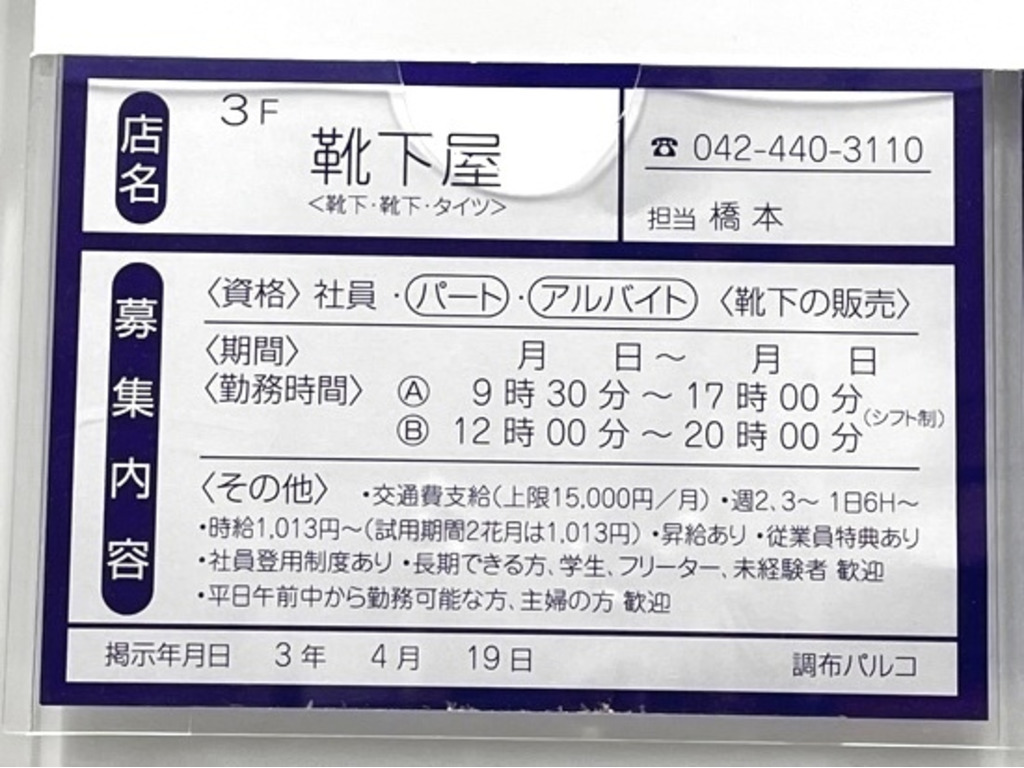 店名
3F
靴下屋
<靴下・靴下・タイツ>
☎ 042-440-3110
担当 橋本
募集内容
〈資格〉 社員 ・パート・アルバイト 〈靴下の販売〉
〈期間〉 月 日 ～ 月 日
〈勤務時間〉 Ⓐ 9時30分 ～ 17時00分
Ⓑ 12時00分 ～ 20時00分 (シフト制)
〈その他〉 ・交通費支給(上限15,000円／月) ・週2、3～ 1日6H～
・時給1,013円～(試用期間2花月は1,013円) ・昇給あり ・従業員特典あり
・社員登用制度あり ・長期できる方、学生、フリーター、未経験者 歓迎
・平日午前中から勤務可能な方、主婦の方 歓迎
掲示年月日 3年 4月 19日 調布パルコ